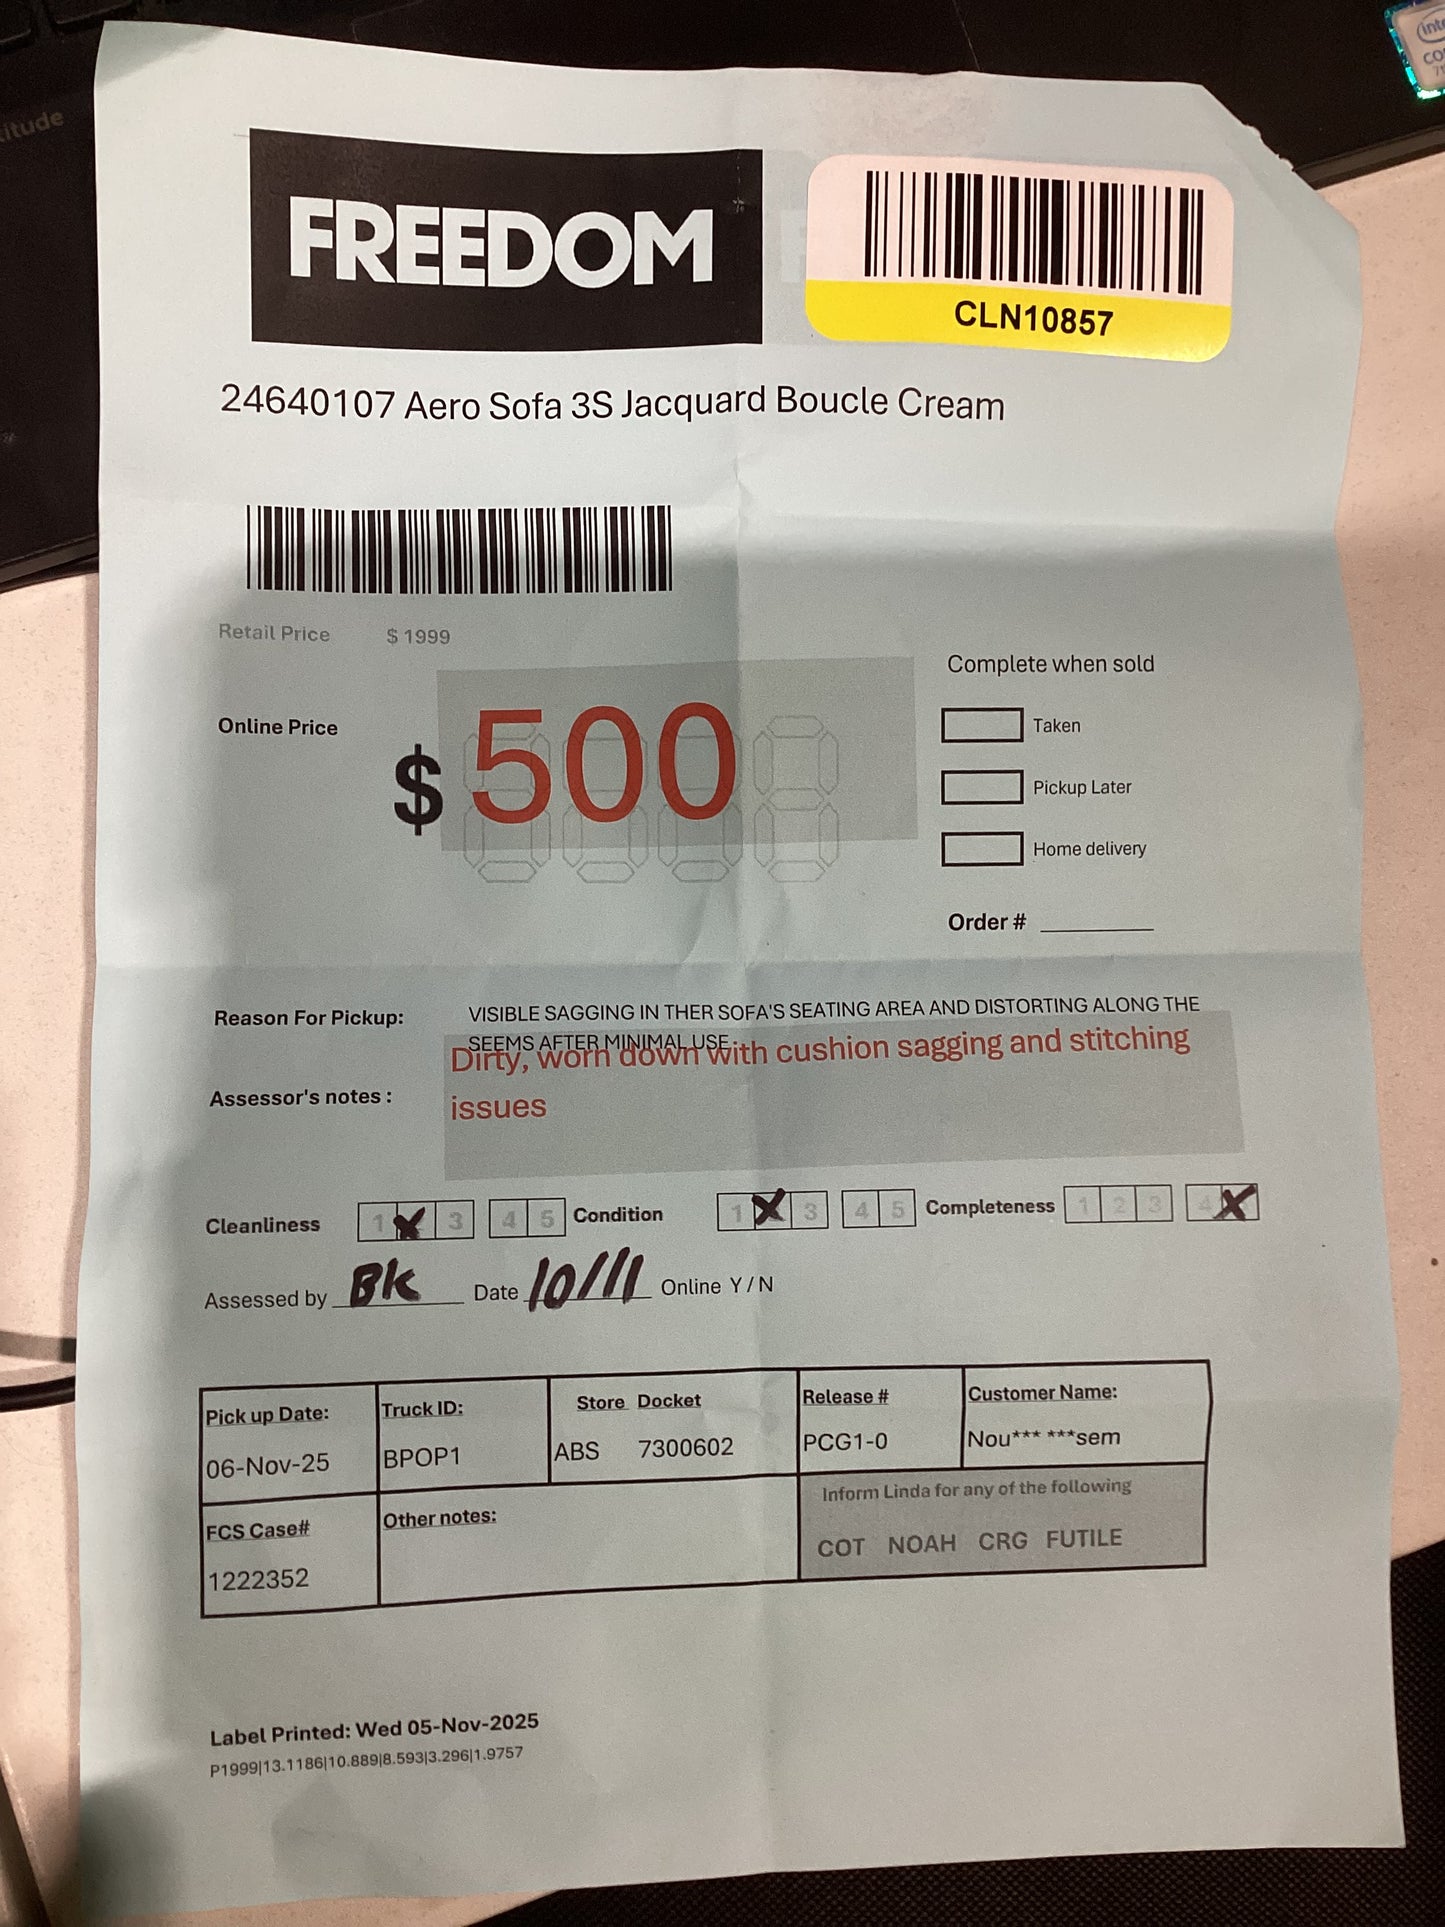 FREEDOM
CLN10857
24640107 Aero Sofa 3S Jacquard Boucle Cream
Retail Price $ 1999
Complete when sold
Online Price
$ 500
Taken
Pickup Later
Home delivery
Order #
Reason For Pickup: VISIBLE SAGGING IN THER SOFA'S SEATING AREA AND DISTORTING ALONG THE
SEEMS AFTER MINIMAL USE
Dirty, worn down with cushion sagging and stitching
Assessor's notes : issues
Cleanliness 1 X 3 4 5 Condition 1 X 3 4 5 Completeness 1 2 3 4 X
Assessed by BK Date 10/11 Online Y / N
Pick up Date: Truck ID: Store Docket Release # Customer Name:
06-Nov-25 BPOP1 ABS 7300602 PCG1-0 Nou*** ***sem
FCS Case# Other notes: Inform Linda for any of the following
1222352 COT NOAH CRG FUTILE
Label Printed: Wed 05-Nov-2025
P1999|13.1186|10.889|8.593|3.296|1.9757